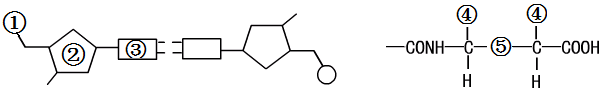 ① ② ③ ④ ④
—CONH—C—⑤—C—COOH
H H